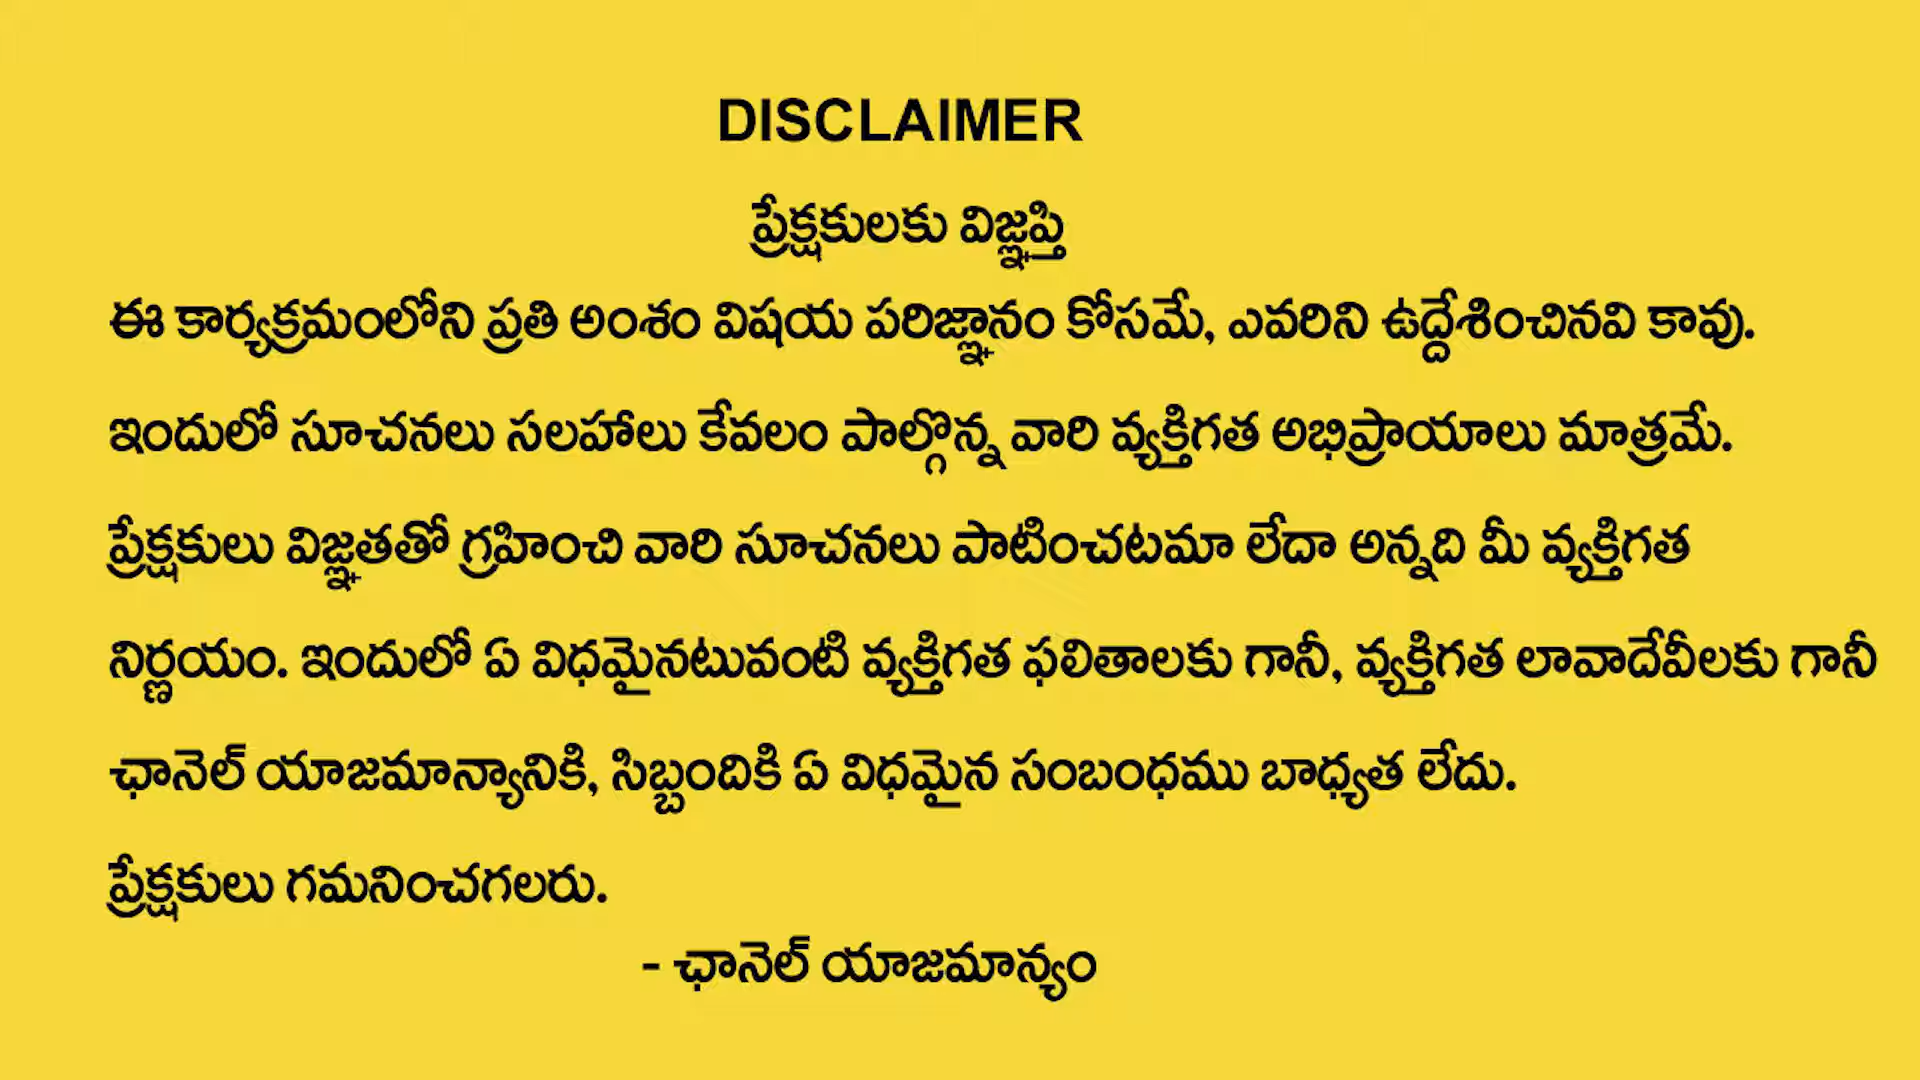 DISCLAIMER
ప్రేక్షకులకు విజ్ఞప్తి
ఈ కార్యక్రమంలోని ప్రతి అంశం విషయ పరిజ్ఞానం కోసమే, ఎవరిని ఉద్దేశించినవి కావు.
ఇందులో సూచనలు సలహాలు కేవలం పాల్గొన్న వారి వ్యక్తిగత అభిప్రాయాలు మాత్రమే.
ప్రేక్షకులు విజ్ఞతతో గ్రహించి వారి సూచనలు పాటించటమా లేదా అన్నది మీ వ్యక్తిగత
నిర్ణయం. ఇందులో ఏ విధమైనటువంటి వ్యక్తిగత ఫలితాలకు గానీ, వ్యక్తిగత లావాదేవీలకు గానీ
ఛానెల్ యాజమాన్యానికి, సిబ్బందికి ఏ విధమైన సంబంధము బాధ్యత లేదు.
ప్రేక్షకులు గమనించగలరు.
- ఛానెల్ యాజమాన్యం